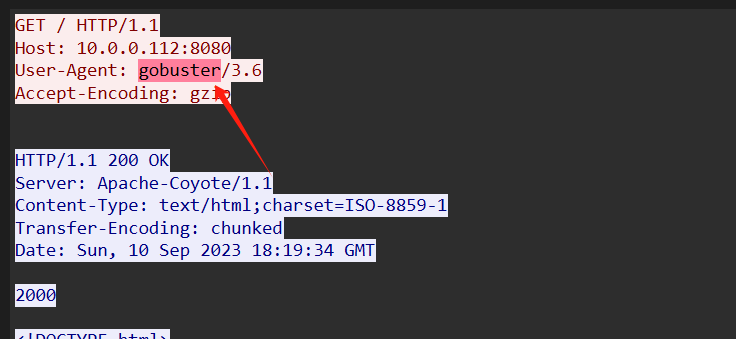 GET / HTTP/1.1
Host: 10.0.0.112:8080
User-Agent: gobuster/3.6
Accept-Encoding: gzip
HTTP/1.1 200 OK
Server: Apache-Coyote/1.1
Content-Type: text/html;charset=ISO-8859-1
Transfer-Encoding: chunked
Date: Sun, 10 Sep 2023 18:19:34 GMT
2000
<!DOCTYPE html>